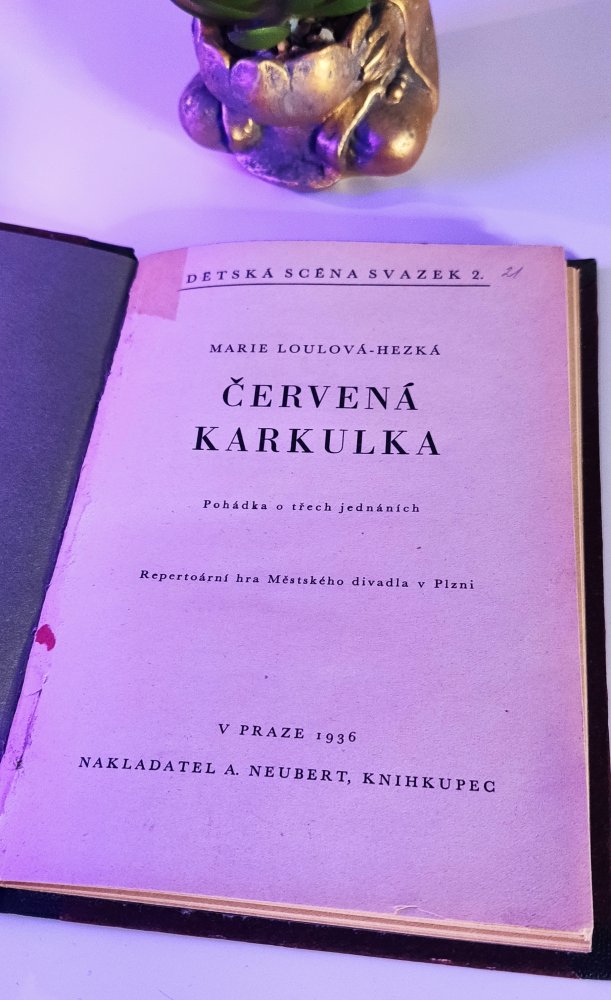 DĚTSKÁ SCÉNA SVAZEK 2.
21
MARIE LOULOVÁ-HEZKÁ
ČERVENÁ
KARKULKA
Pohádka o třech jednáních
Repertoární hra Městského divadla v Plzni
V PRAZE 1936
NAKLADATEL A. NEUBERT, KNIHKUPEC